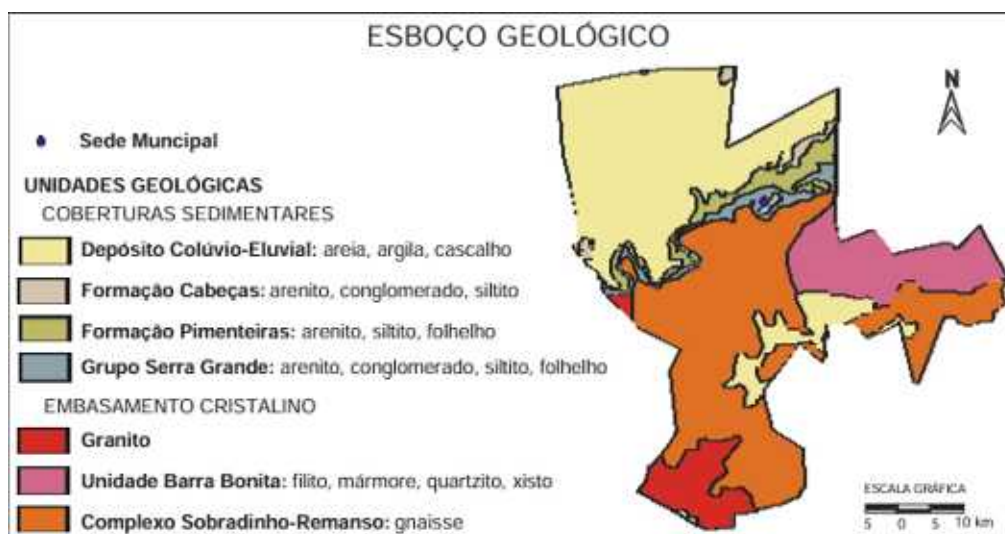 ESBOÇO GEOLÓGICO
N
Sede Muncipal
UNIDADES GEOLÓGICAS
COBERTURAS SEDIMENTARES
Depósito Colúvio-Eluvial: areia, argila, cascalho
Formação Cabeças: arenito, conglomerado, siltito
Formação Pimenteiras: arenito, siltito, folhelho
Grupo Serra Grande: arenito, conglomerado, siltito, folhelho
EMBASAMENTO CRISTALINO
Granito
Unidade Barra Bonita: filito, mármore, quartzito, xisto
Complexo Sobradinho-Remanso: gnaisse
ESCALA GRÁFICA
5 0 5 10 km